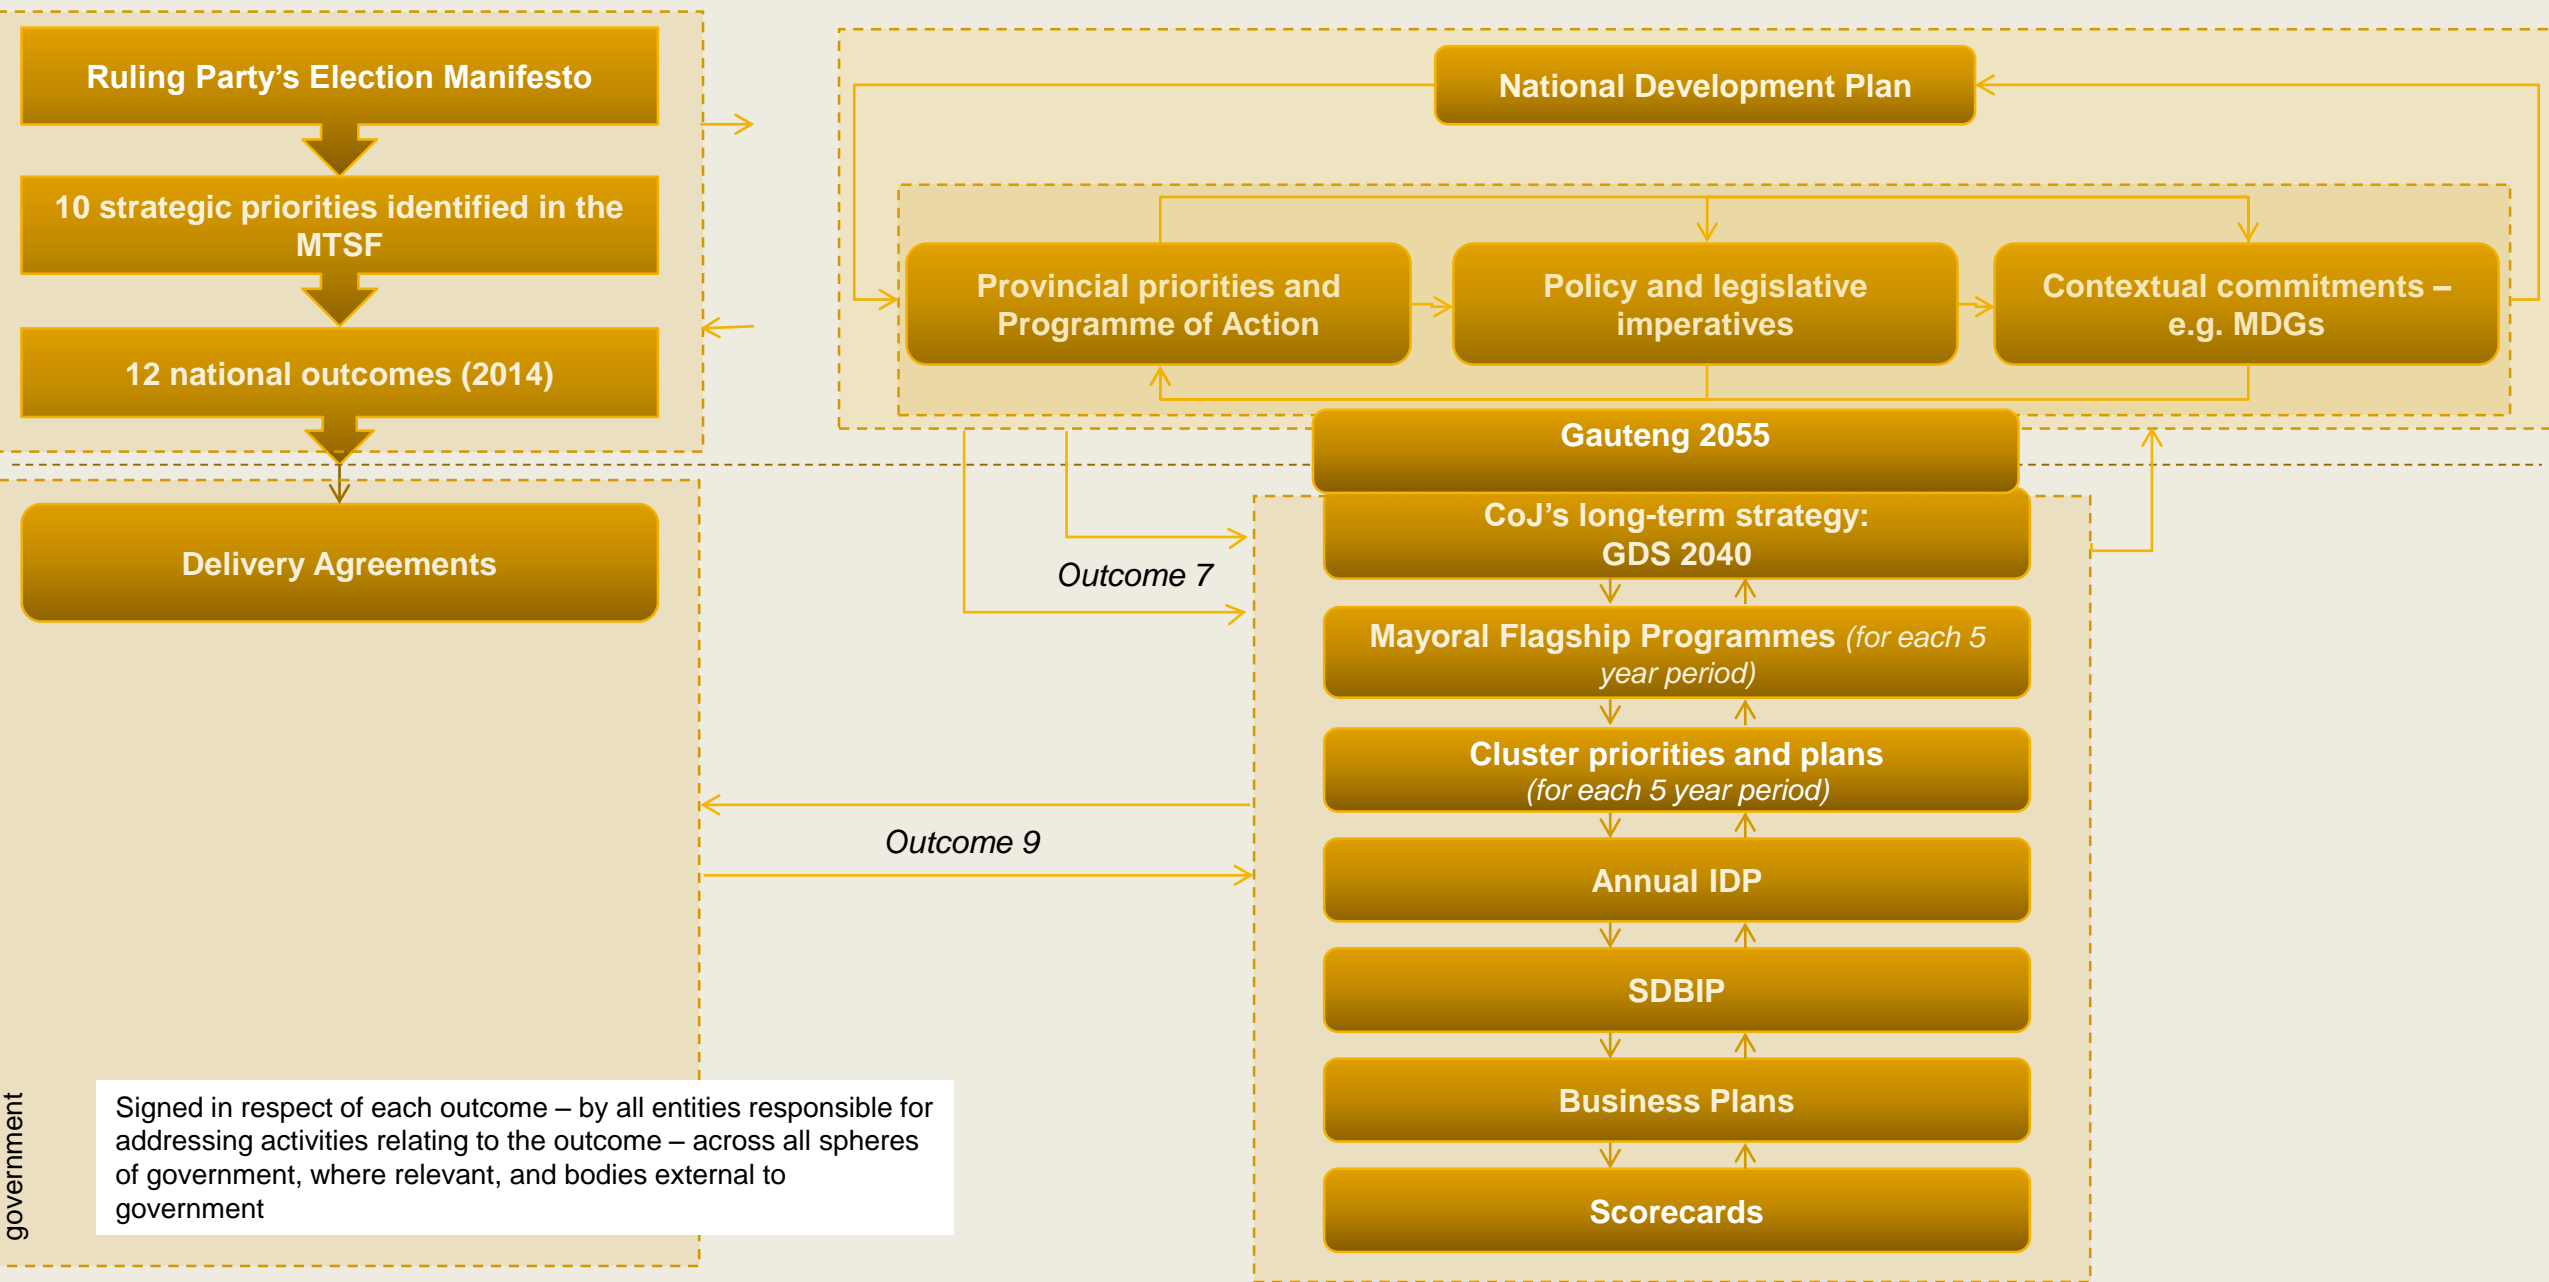 Ruling Party’s Election Manifesto
10 strategic priorities identified in the
MTSF
12 national outcomes (2014)
National Development Plan
Provincial priorities and
Programme of Action
Policy and legislative
imperatives
Contextual commitments –
e.g. MDGs
Gauteng 2055
Delivery Agreements
Outcome 7
CoJ’s long-term strategy:
GDS 2040
Mayoral Flagship Programmes (for each 5
year period)
Cluster priorities and plans
(for each 5 year period)
Outcome 9
Annual IDP
SDBIP
Business Plans
Scorecards
government
Signed in respect of each outcome – by all entities responsible for
addressing activities relating to the outcome – across all spheres
of government, where relevant, and bodies external to
government